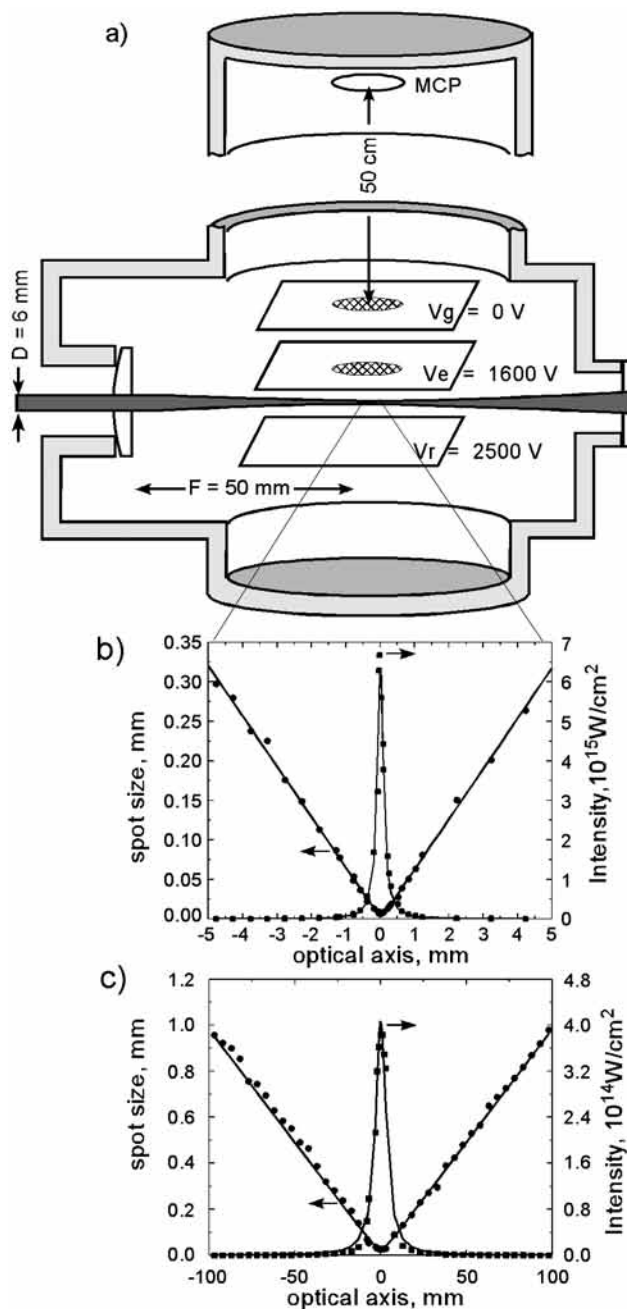 a)
MCP
50 cm
D = 6 mm
Vg = 0 V
Ve = 1600 V
Vr = 2500 V
F = 50 mm
b)
0.35
0.30
0.25
0.20
0.15
0.10
0.05
0.00
spot size, mm
7
6
5
4
3
2
1
0
Intensity,10¹⁵W/cm²
-5 -4 -3 -2 -1 0 1 2 3 4 5
optical axis, mm
c)
1.2
1.0
0.8
0.6
0.4
0.2
0.0
spot size, mm
4.8
4.0
3.2
2.4
1.6
0.8
0.0
Intensity, 10¹⁴W/cm²
-100 -50 0 50 100
optical axis, mm